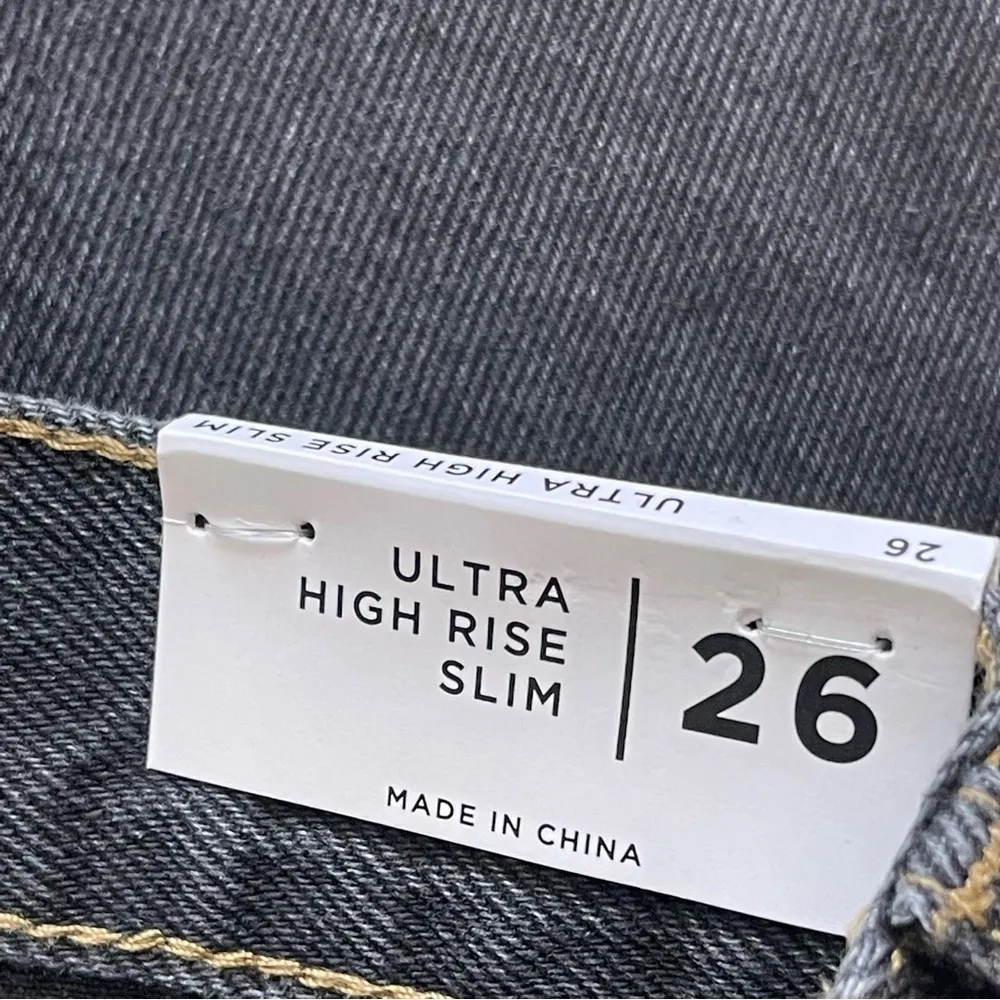 ULTRA HIGH RISE SLIM
26
ULTRA
HIGH RISE
SLIM
26
MADE IN CHINA